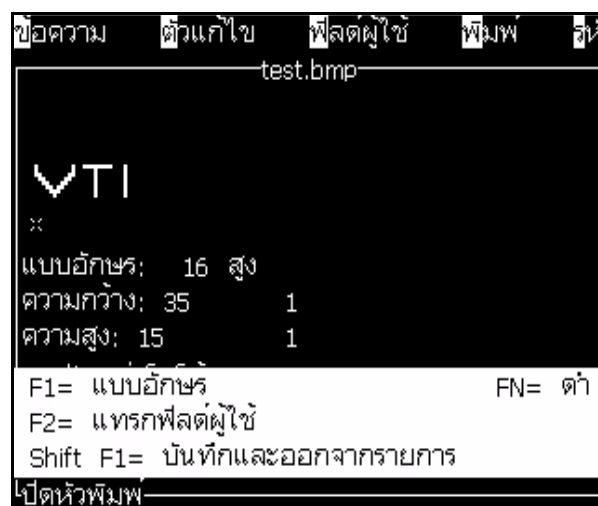 ข้อความ ตัวแก้ไข ฟิลด์ผู้ใช้ พิมพ์
test.bmp
VTI
แบบอักษร: 16 สูง
ความกว้าง: 35 1
ความสูง: 15 1
F1= แบบอักษร FN= ดำ
F2= แทรกฟิลด์ผู้ใช้
Shift F1= บันทึกและออกจากรายการ
ปิดหัวพิมพ์